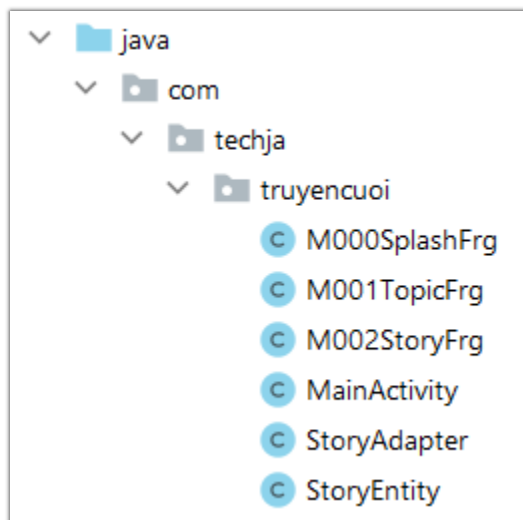 java
com
techja
truyencuoi
C M000SplashFrg
C M001TopicFrg
C M002StoryFrg
C MainActivity
C StoryAdapter
C StoryEntity